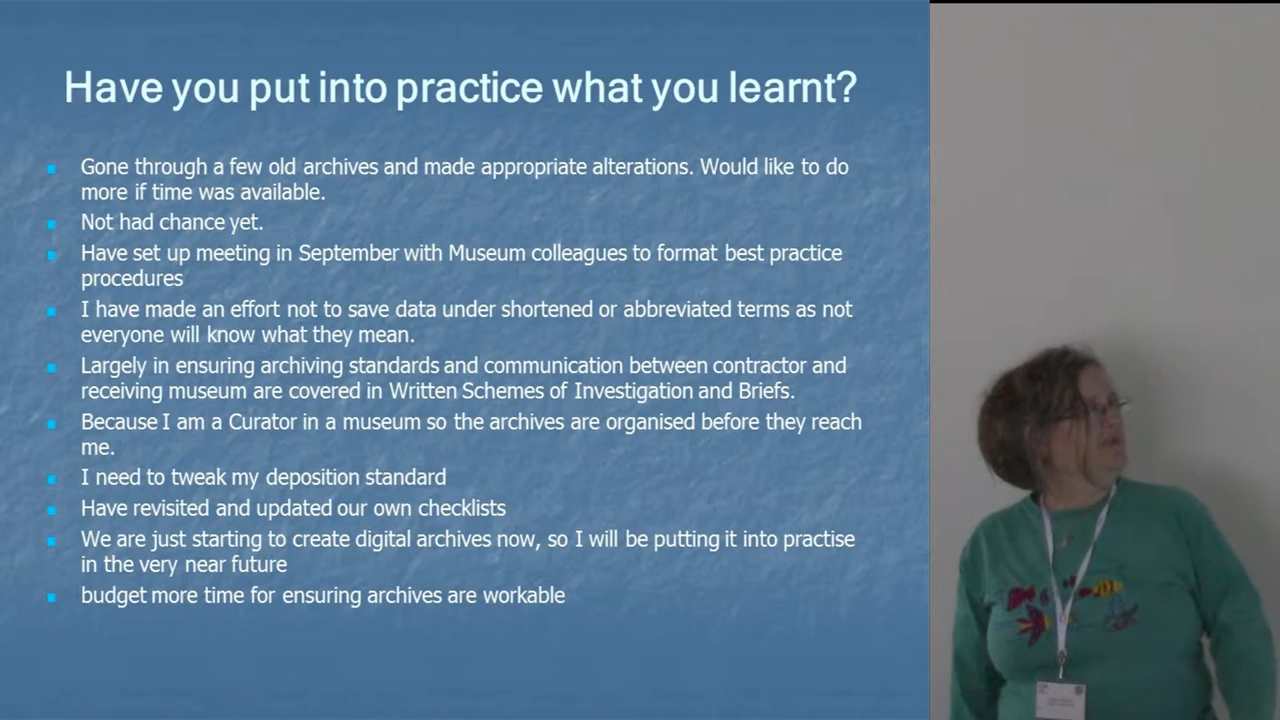 Have you put into practice what you learnt?
Gone through a few old archives and made appropriate alterations. Would like to do
more if time was available.
Not had chance yet.
Have set up meeting in September with Museum colleagues to format best practice
procedures
I have made an effort not to save data under shortened or abbreviated terms as not
everyone will know what they mean.
Largely in ensuring archiving standards and communication between contractor and
receiving museum are covered in Written Schemes of Investigation and Briefs.
Because I am a Curator in a museum so the archives are organised before they reach
me.
I need to tweak my deposition standard
Have revisited and updated our own checklists
We are just starting to create digital archives now, so I will be putting it into practise
in the very near future
budget more time for ensuring archives are workable